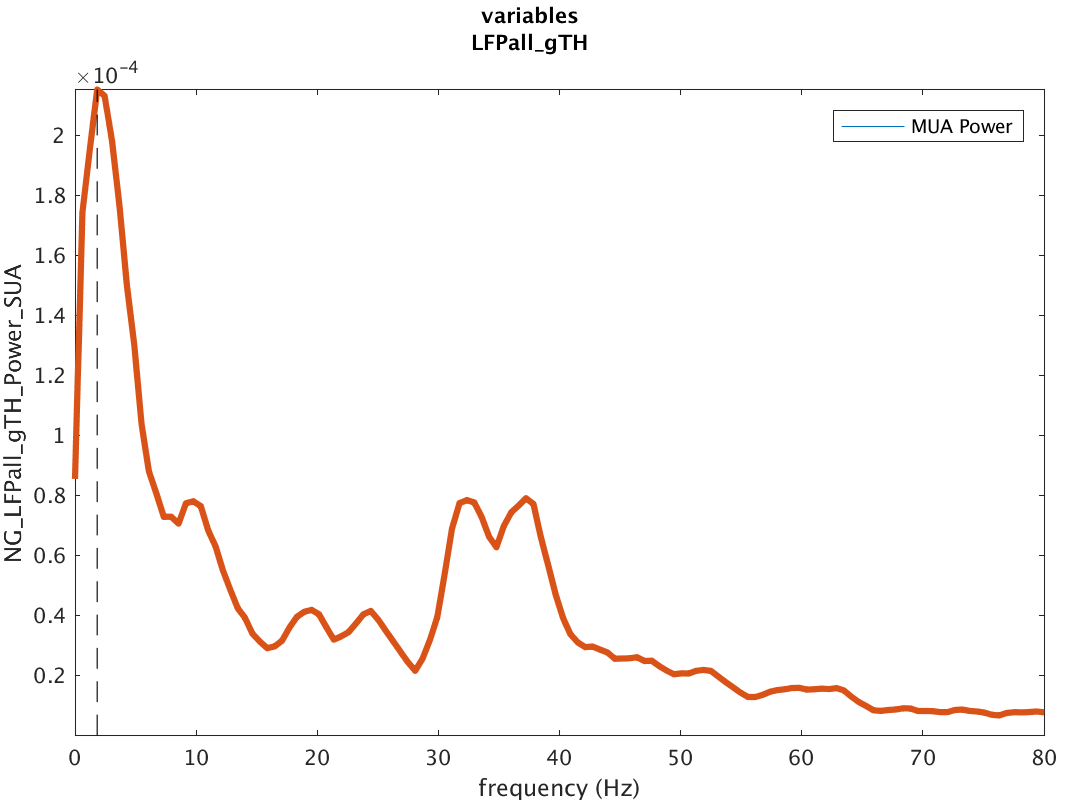 variables
LFPall_gTH
×10⁻⁴
MUA Power
2
1.8
1.6
1.4
1.2
1
0.8
0.6
0.4
0.2
NG_LFPall_gTH_Power_SUA
0 10 20 30 40 50 60 70 80
frequency (Hz)